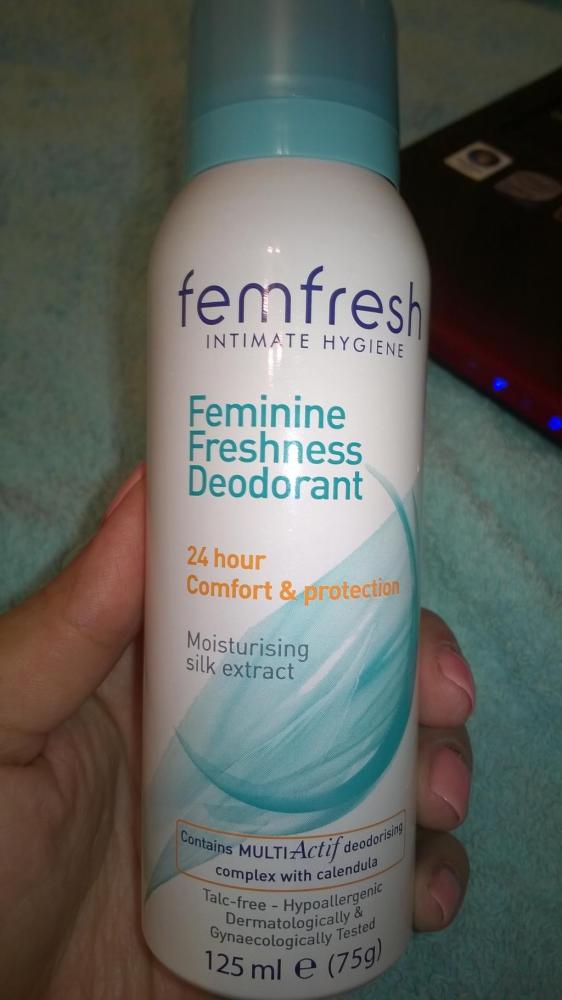 femfresh
INTIMATE HYGIENE
Feminine
Freshness
Deodorant
24 hour
Comfort & protection
Moisturising
silk extract
Contains MULTIActif deodorising
complex with calendula
Talc-free - Hypoallergenic
Dermatologically &
Gynaecologically Tested
125 ml e (75g)